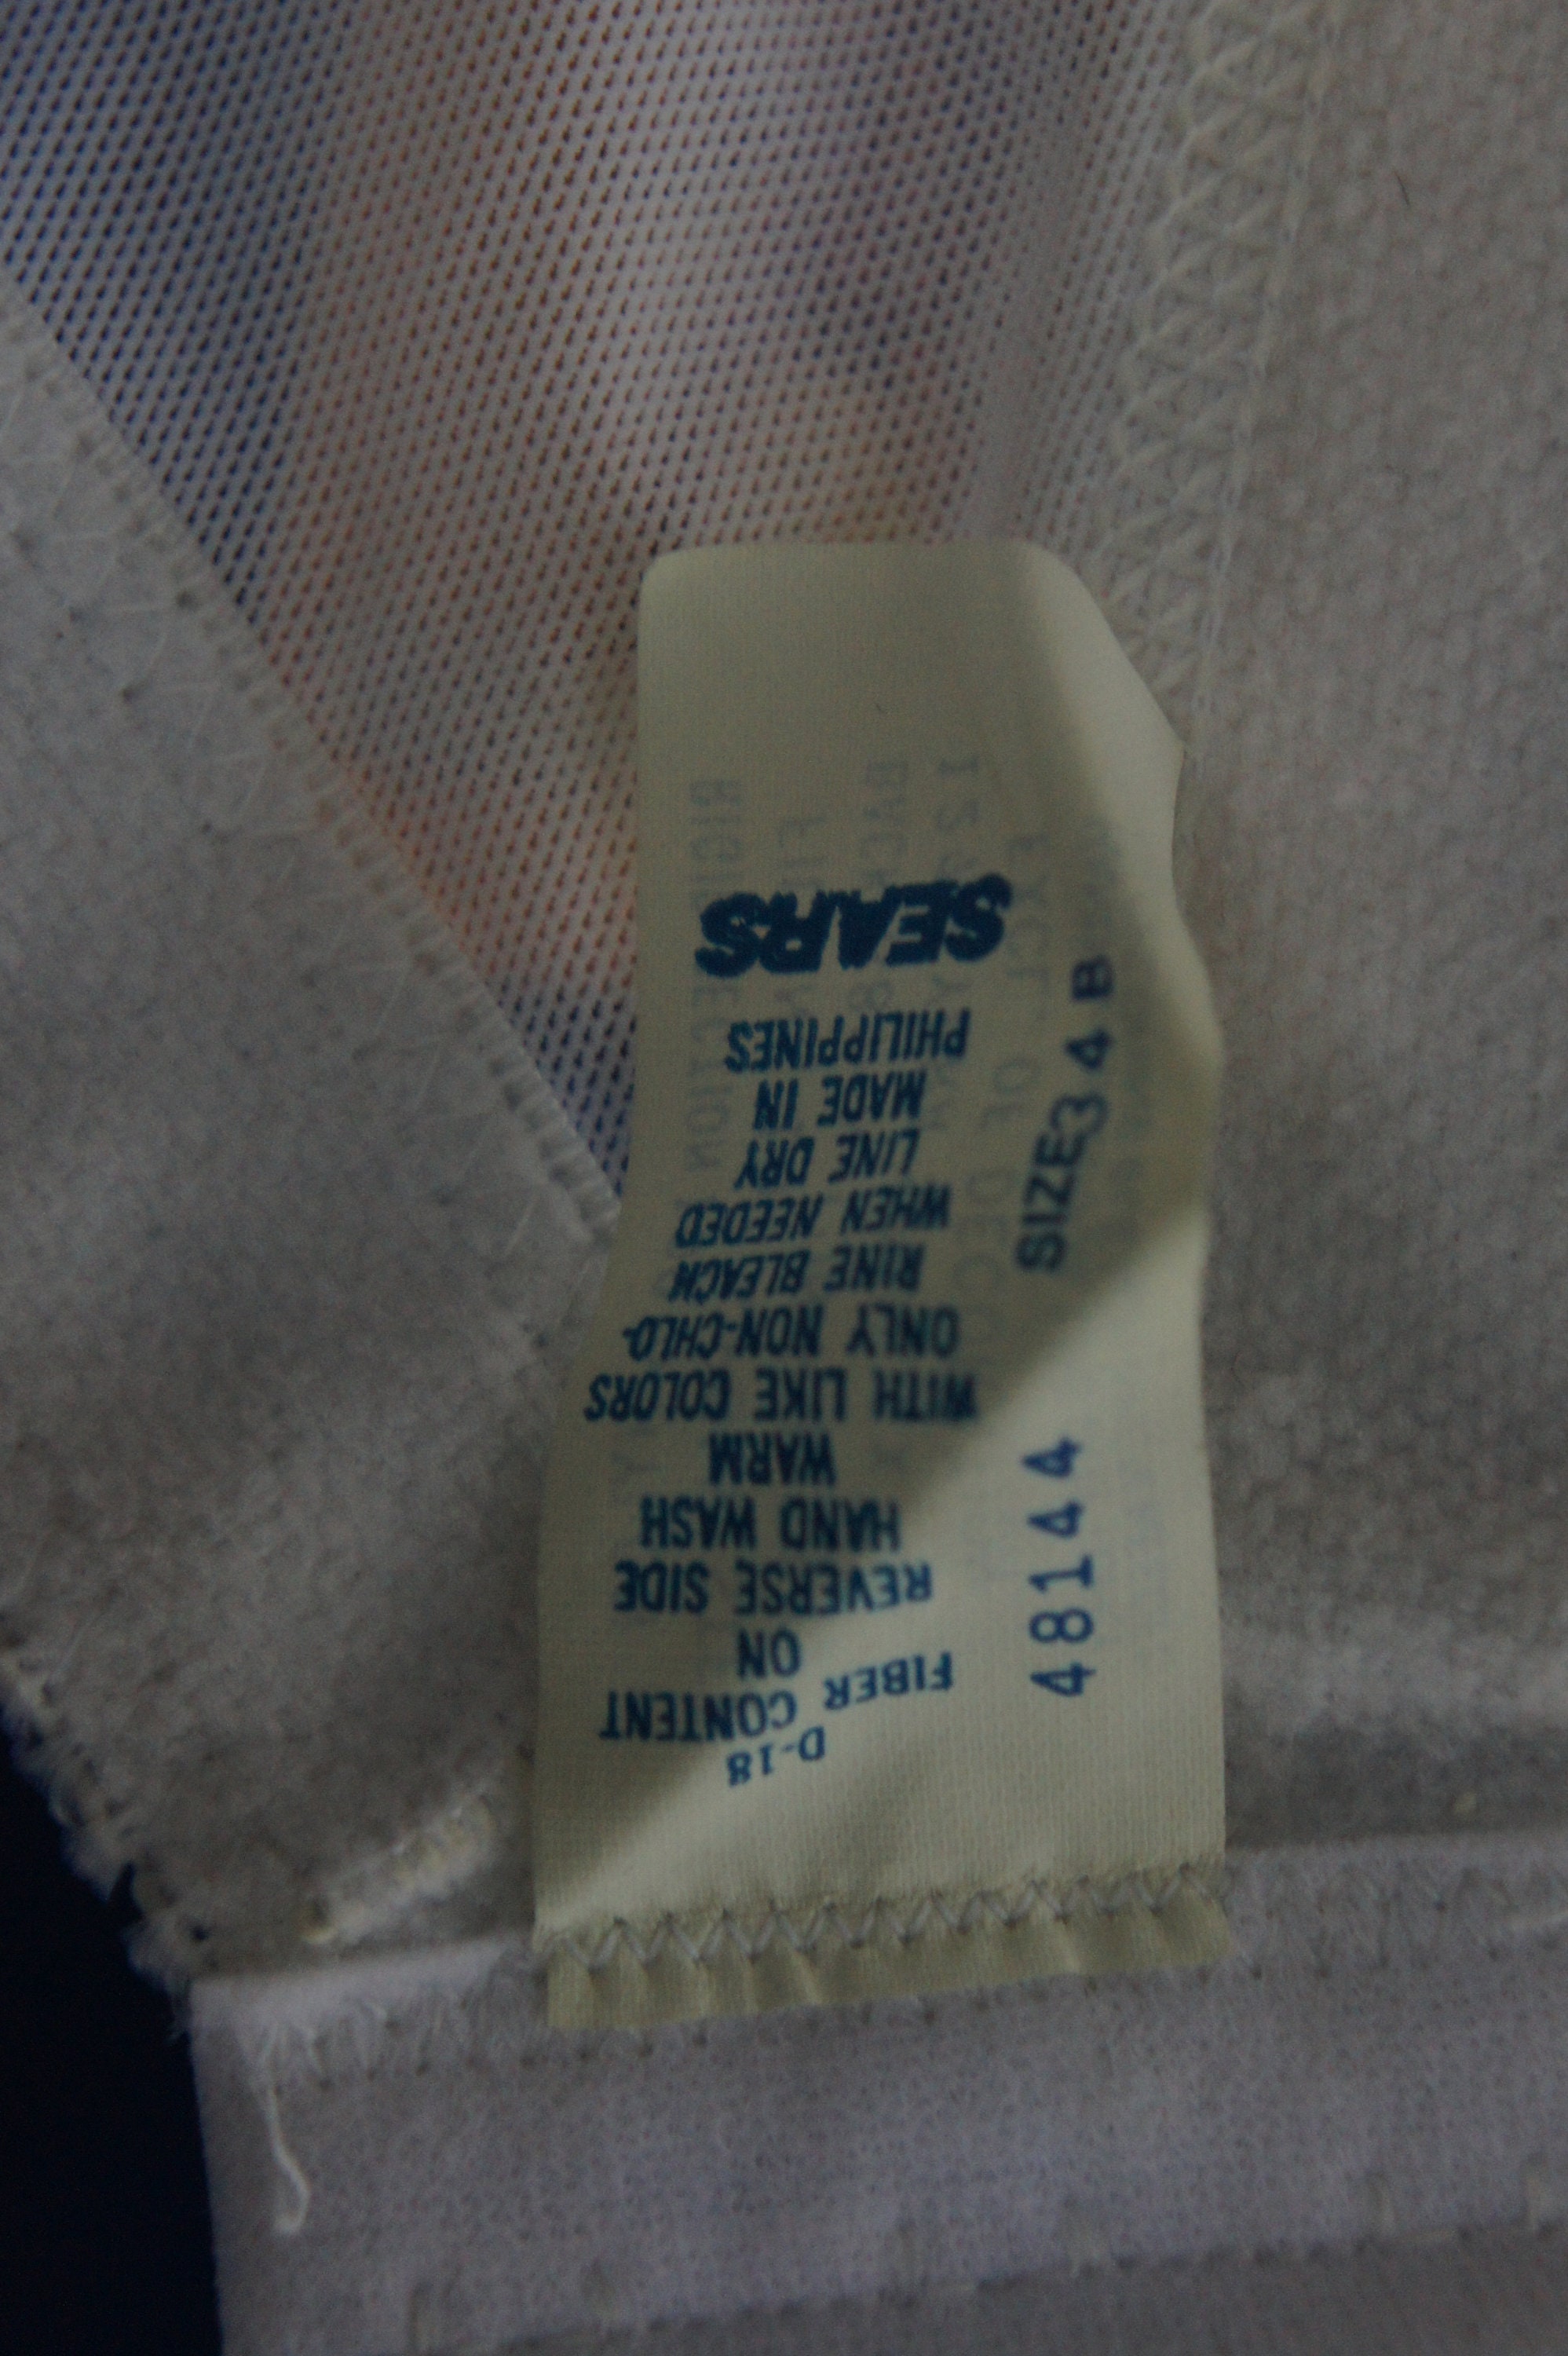 D-18
FIBER CONTENT
ON
REVERSE SIDE
HAND WASH
WARM
WITH LIKE COLORS
ONLY NON-CHLO-
RINE BLEACH
WHEN NEEDED
LINE DRY
MADE IN
PHILIPPINES
SEARS
48144
SIZE 34 B